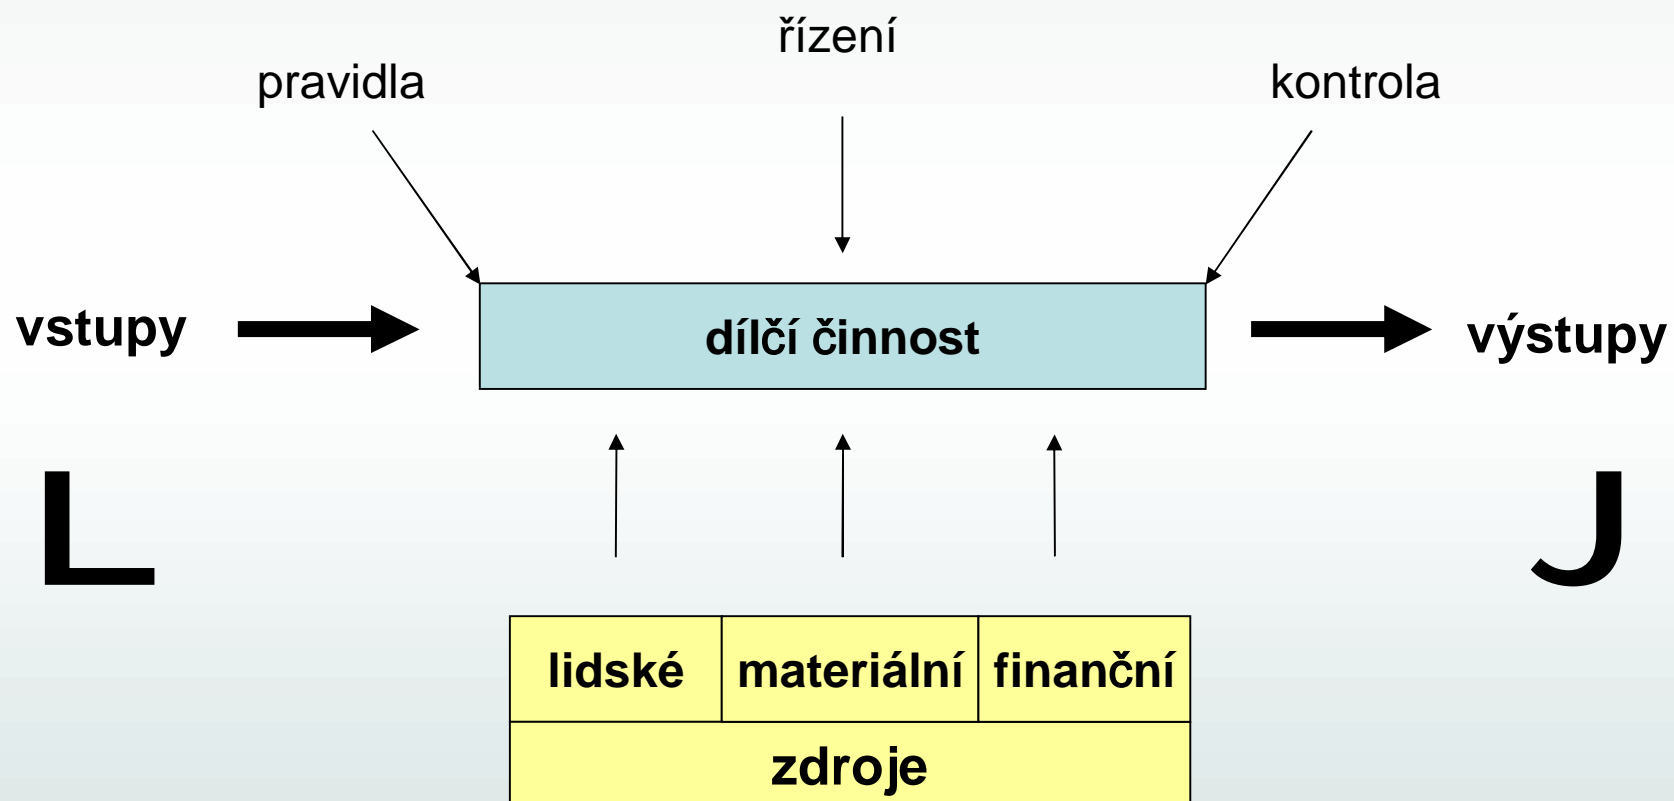 řízení
pravidla
kontrola
vstupy
dílčí činnost
výstupy
L
J
lidské
materiální
finanční
zdroje